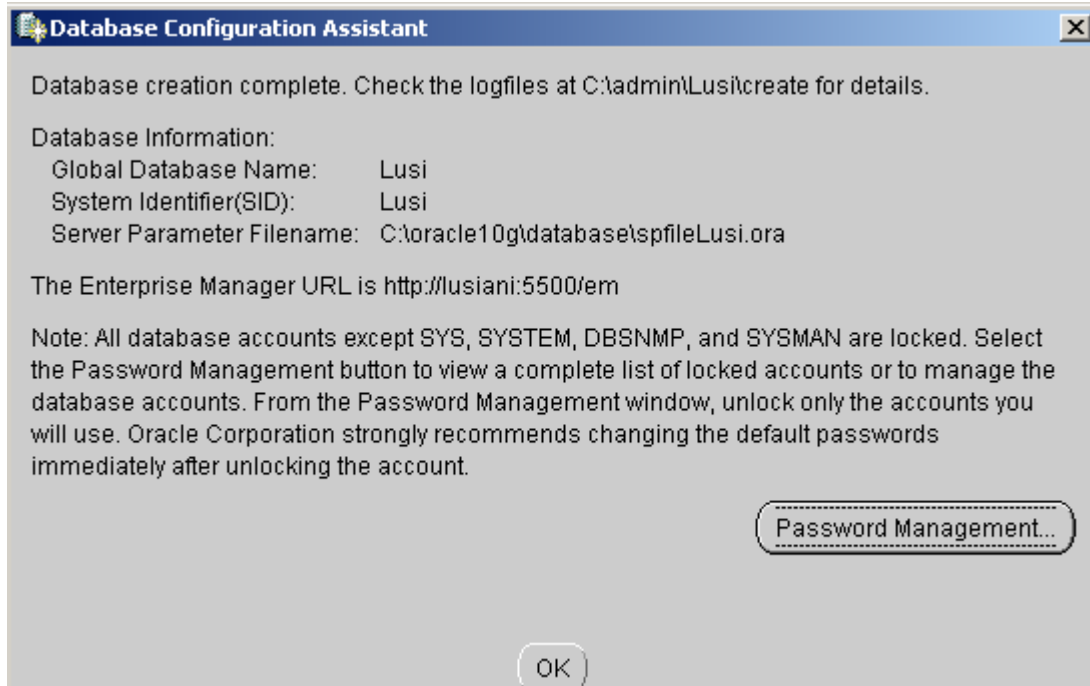 Database Configuration Assistant
Database creation complete. Check the logfiles at C:\admin\Lusi\create for details.
Database Information:
Global Database Name: Lusi
System Identifier(SID): Lusi
Server Parameter Filename: C:\oracle10g\database\spfileLusi.ora
The Enterprise Manager URL is http://lusiani:5500/em
Note: All database accounts except SYS, SYSTEM, DBSNMP, and SYSMAN are locked. Select
the Password Management button to view a complete list of locked accounts or to manage the
database accounts. From the Password Management window, unlock only the accounts you
will use. Oracle Corporation strongly recommends changing the default passwords
immediately after unlocking the account.
Password Management...
OK